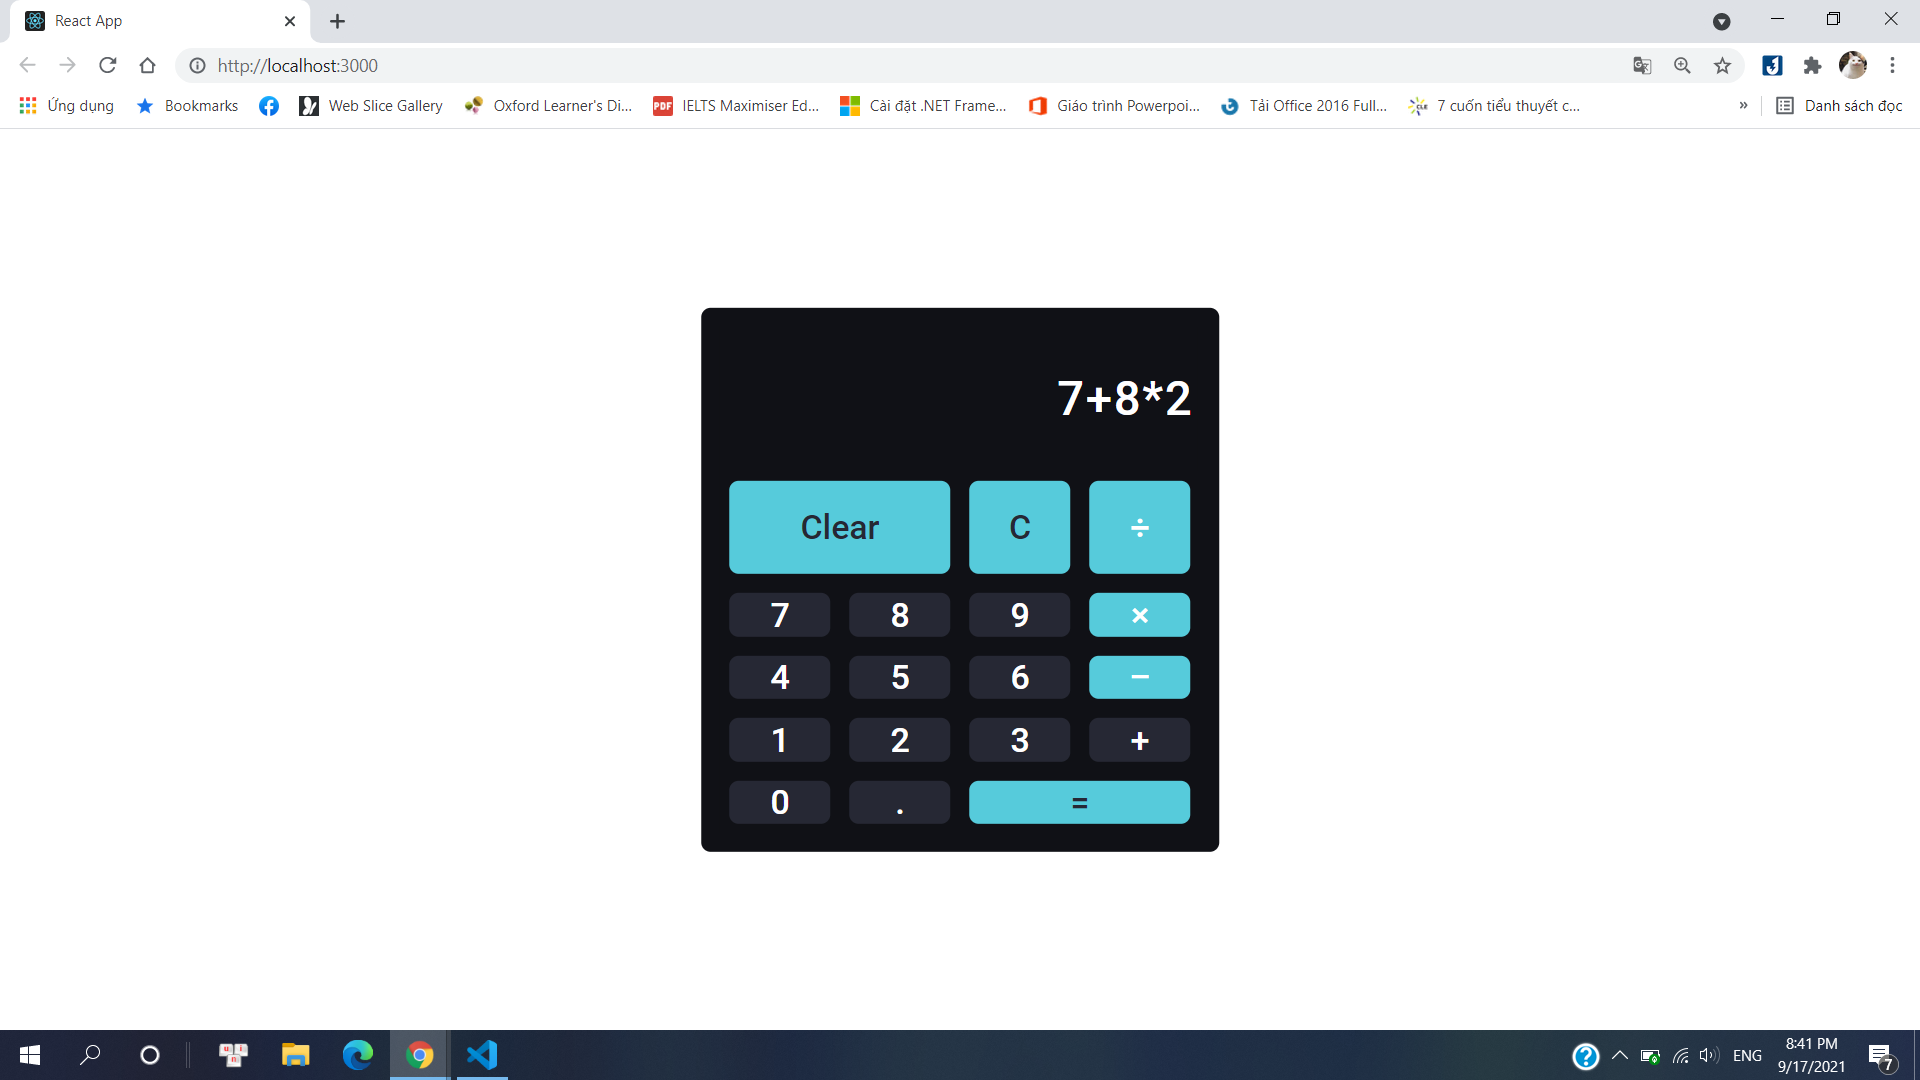 React App
http://localhost:3000
Ứng dụng Bookmarks Web Slice Gallery Oxford Learner's Di... PDF IELTS Maximiser Ed... Cài đặt .NET Frame... Giáo trình Powerpoi... Tải Office 2016 Full... CLE 7 cuốn tiểu thuyết c... » Danh sách đọc
7+8*2
Clear C ÷
7 8 9 ×
4 5 6 −
1 2 3 +
0 . =
ENG 8:41 PM
9/17/2021
7